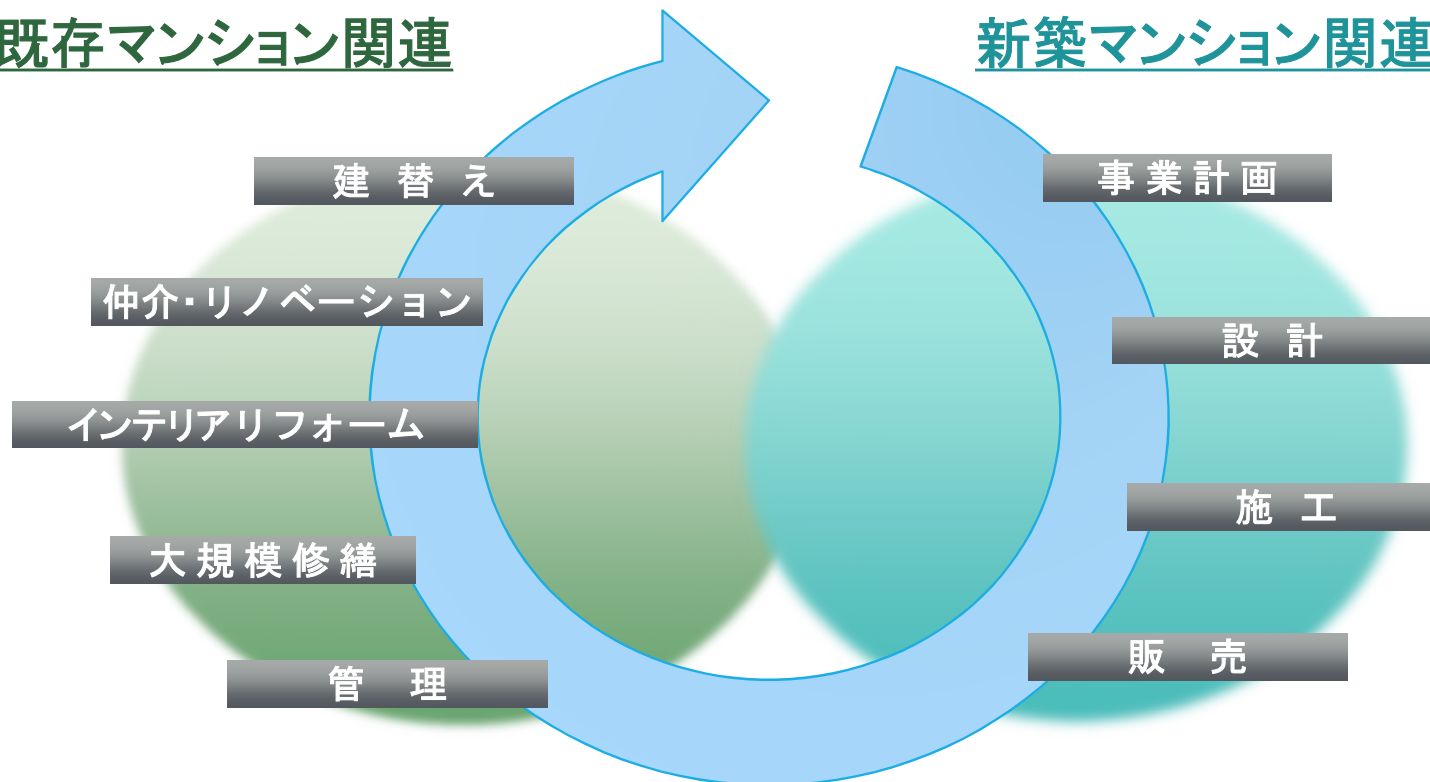 既存マンション関連
建替え
仲介・リノベーション
インテリアリフォーム
大規模修繕
管理
新築マンション関連
事業計画
設計
施工
販売